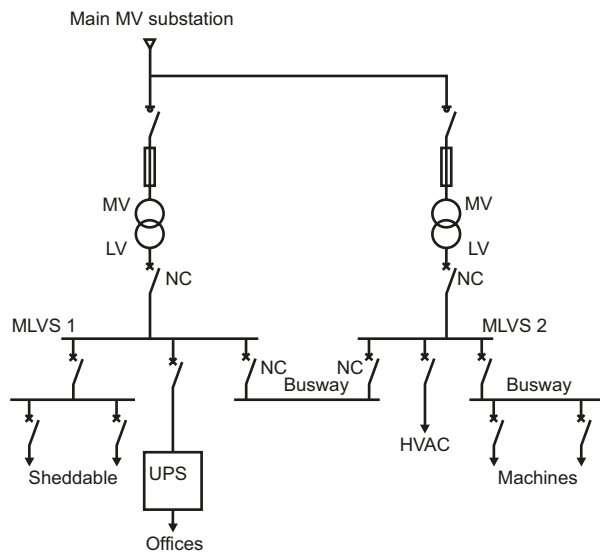 Main MV substation
MV
MV
LV
LV
NC
NC
MLVS 1
MLVS 2
NC
NC
Busway
Busway
HVAC
Sheddable
UPS
Machines
Offices